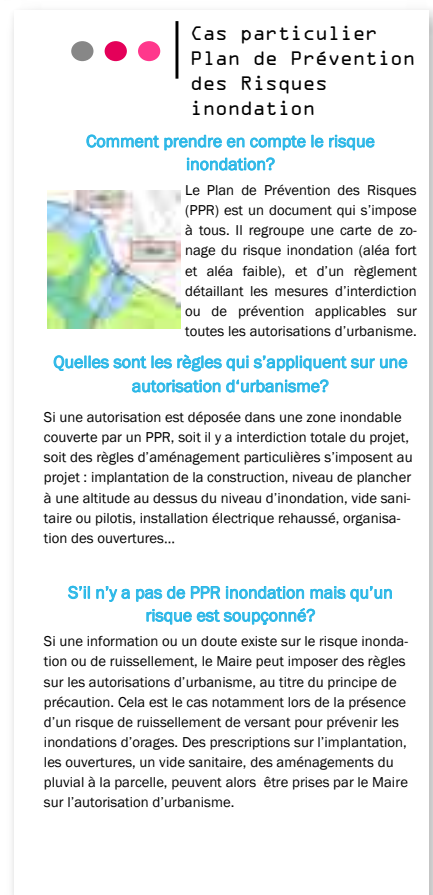 Cas particulier
Plan de Prévention
des Risques
inondation
Comment prendre en compte le risque
inondation?
Le Plan de Prévention des Risques
(PPR) est un document qui s'impose
à tous. Il regroupe une carte de zo-
nage du risque inondation (aléa fort
et aléa faible), et d'un règlement
détaillant les mesures d'interdiction
ou de prévention applicables sur
toutes les autorisations d'urbanisme.
Quelles sont les règles qui s'appliquent sur une
autorisation d'urbanisme?
Si une autorisation est déposée dans une zone inondable
couverte par un PPR, soit il y a interdiction totale du projet,
soit des règles d'aménagement particulières s'imposent au
projet : implantation de la construction, niveau de plancher
à une altitude au dessus du niveau d'inondation, vide sani-
taire ou pilotis, installation électrique rehaussé, organisa-
tion des ouvertures...
S'il n'y a pas de PPR inondation mais qu'un
risque est soupçonné?
Si une information ou un doute existe sur le risque inonda-
tion ou de ruissellement, le Maire peut imposer des règles
sur les autorisations d'urbanisme, au titre du principe de
précaution. Cela est le cas notamment lors de la présence
d'un risque de ruissellement de versant pour prévenir les
inondations d'orages. Des prescriptions sur l'implantation,
les ouvertures, un vide sanitaire, des aménagements du
pluvial à la parcelle, peuvent alors  être prises par le Maire
sur l'autorisation d'urbanisme.